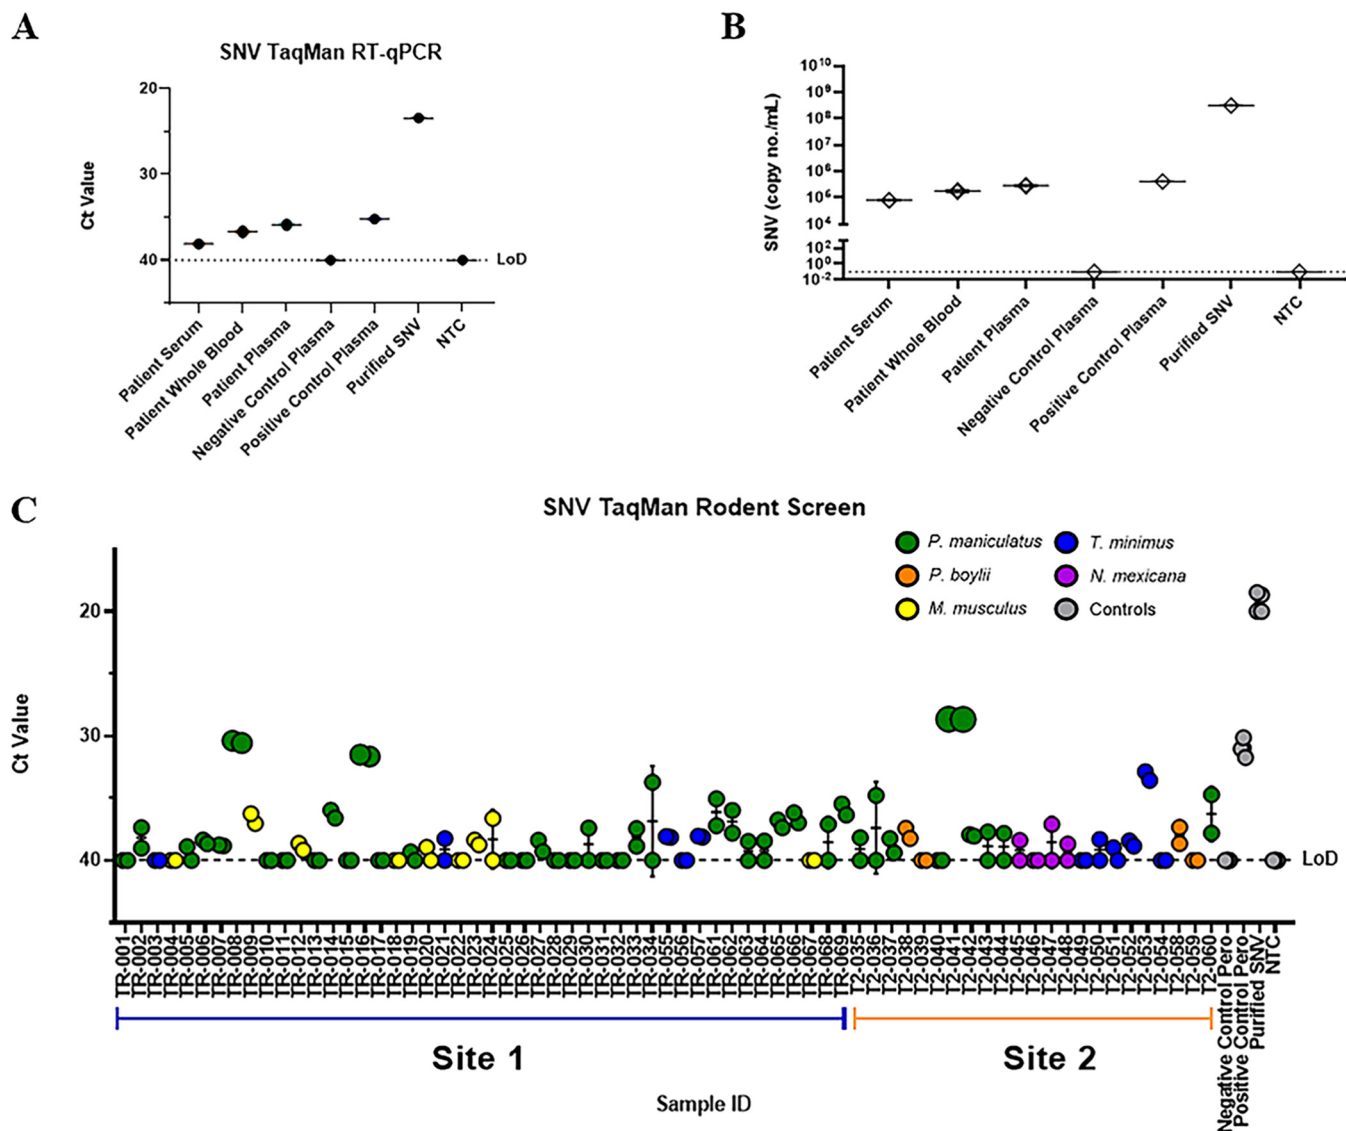 A
SNV TaqMan RT-qPCR
Ct Value
20
30
40
LoD
Patient Serum
Patient Whole Blood
Patient Plasma
Negative Control Plasma
Positive Control Plasma
Purified SNV
NTC
B
SNV (copy no./mL)
10¹⁰
10⁹
10⁸
10⁷
10⁶
10⁶
10⁴
10²
10⁰
10⁻²
Patient Serum
Patient Whole Blood
Patient Plasma
Negative Control Plasma
Positive Control Plasma
Purified SNV
NTC
C
SNV TaqMan Rodent Screen
P. maniculatus
T. minimus
P. boylii
N. mexicana
M. musculus
Controls
Ct Value
20
30
40
LoD
TR-001
TR-002
TR-003
TR-004
TR-005
TR-006
TR-007
TR-008
TR-009
TR-010
TR-011
TR-012
TR-013
TR-014
TR-015
TR-016
TR-017
TR-018
TR-019
TR-020
TR-021
TR-022
TR-023
TR-024
TR-025
TR-026
TR-027
TR-028
TR-029
TR-030
TR-031
TR-032
TR-033
TR-034
TR-055
TR-056
TR-057
TR-061
TR-062
TR-063
TR-064
TR-065
TR-066
TR-067
TR-068
TR-069
T2-035
T2-036
T2-037
T2-038
T2-039
T2-040
T2-041
T2-042
T2-043
T2-044
T2-045
T2-046
T2-047
T2-048
T2-049
T2-050
T2-051
T2-052
T2-053
T2-054
T2-058
T2-059
T2-060
Negative Control Pero
Positive Control Pero
Purified SNV
NTC
Site 1
Site 2
Sample ID